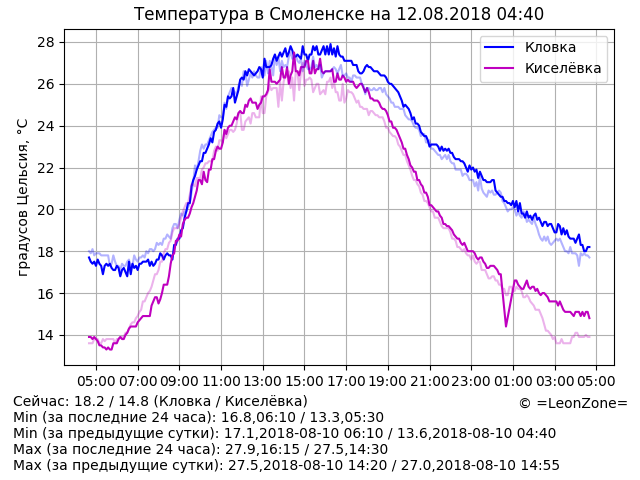 Температура в Смоленске на 12.08.2018 04:40
Кловка
Киселёвка
градусов Цельсия, °C
28
26
24
22
20
18
16
14
05:00 07:00 09:00 11:00 13:00 15:00 17:00 19:00 21:00 23:00 01:00 03:00 05:00
Сейчас: 18.2 / 14.8 (Кловка / Киселёвка)
© =LeonZone=
Min (за последние 24 часа): 16.8,06:10 / 13.3,05:30
Min (за предыдущие сутки): 17.1,2018-08-10 06:10 / 13.6,2018-08-10 04:40
Max (за последние 24 часа): 27.9,16:15 / 27.5,14:30
Max (за предыдущие сутки): 27.5,2018-08-10 14:20 / 27.0,2018-08-10 14:55